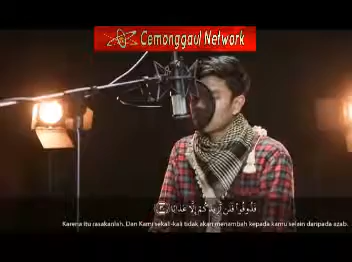 Cemonggaul Network
فَذُوقُوا۟ فَلَن نَّزِيدَكُمْ إِلَّا عَذَابًا ﴿٣٠﴾
Karena itu rasakanlah. Dan Kami sekali-kali tidak akan menambah kepada kamu selain daripada azab.